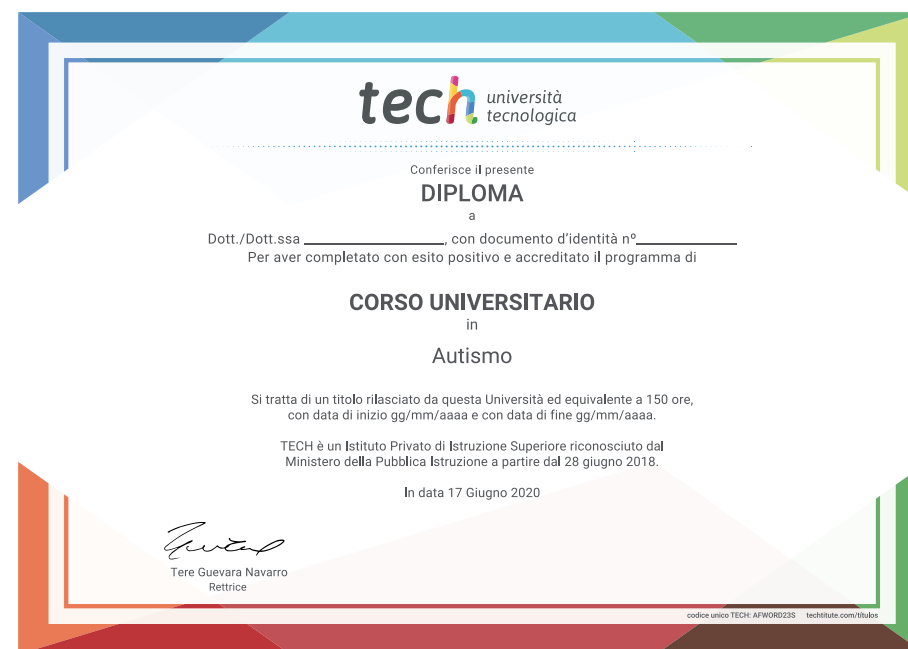 tech università
tecnologica
Conferisce il presente
DIPLOMA
a
Dott./Dott.ssa ____________________, con documento d'identità nº______________
Per aver completato con esito positivo e accreditato il programma di
CORSO UNIVERSITARIO
in
Autismo
Si tratta di un titolo rilasciato da questa Università ed equivalente a 150 ore,
con data di inizio gg/mm/aaaa e con data di fine gg/mm/aaaa.
TECH è un Istituto Privato di Istruzione Superiore riconosciuto dal
Ministero della Pubblica Istruzione a partire dal 28 giugno 2018.
In data 17 Giugno 2020
Tere Guevara Navarro
Rettrice
codice unico TECH: AFWORD23S techtitute.com/títulos